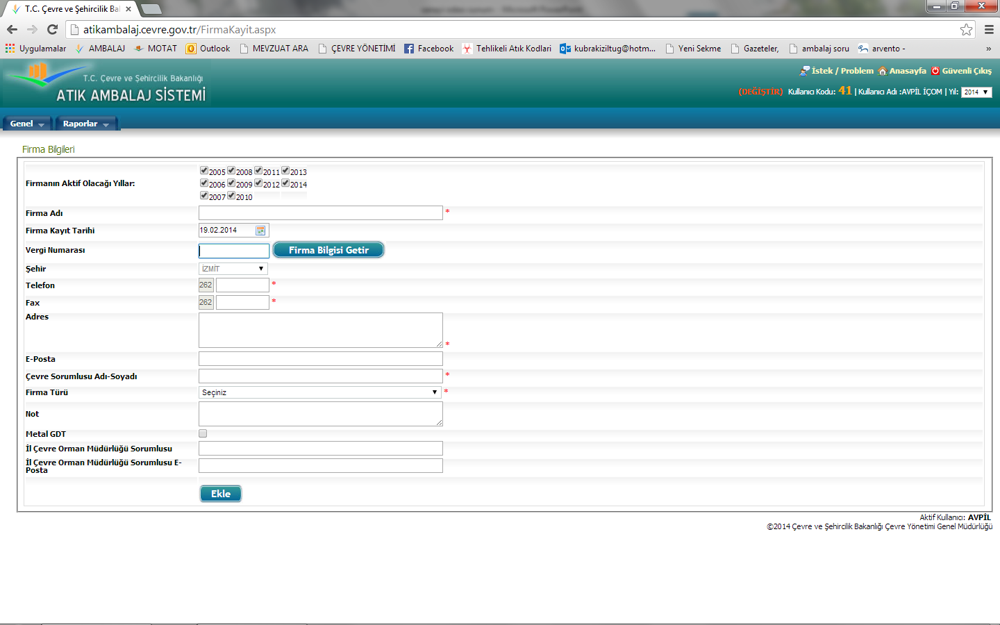 T.C. Çevre ve Şehircilik Bal
atikambalaj.cevre.gov.tr/FirmaKayit.aspx
Uygulamalar AMBALAJ MOTAT Outlook MEVZUAT ARA ÇEVRE YÖNETİMİ Facebook Tehlikeli Atık Kodlari kubrakiziltug@hotm... Yeni Sekme Gazeteler, ambalaj soru arvento - »
T.C. Çevre ve Şehircilik Bakanlığı
ATIK AMBALAJ SİSTEMİ
İstek / Problem Anasayfa Güvenli Çıkış
(DEĞİŞTİR) Kullanıcı Kodu: 41 | Kullanıcı Adı :AVPİL İÇOM | Yıl: 2014
Genel Raporlar
Firma Bilgileri
Firmanın Aktif Olacağı Yıllar:
2005 2008 2011 2013
2006 2009 2012 2014
2007 2010
Firma Adı *
Firma Kayıt Tarihi 19.02.2014
Vergi Numarası Firma Bilgisi Getir
Şehir İZMİT
Telefon 262 *
Fax 262 *
Adres *
E-Posta
Çevre Sorumlusu Adı-Soyadı *
Firma Türü Seçiniz *
Not
Metal GDT
İl Çevre Orman Müdürlüğü Sorumlusu
İl Çevre Orman Müdürlüğü Sorumlusu E-
Posta
Ekle
Aktif Kullanıcı: AVPİL
©2014 Çevre ve Şehircilik Bakanlığı Çevre Yönetimi Genel Müdürlüğü